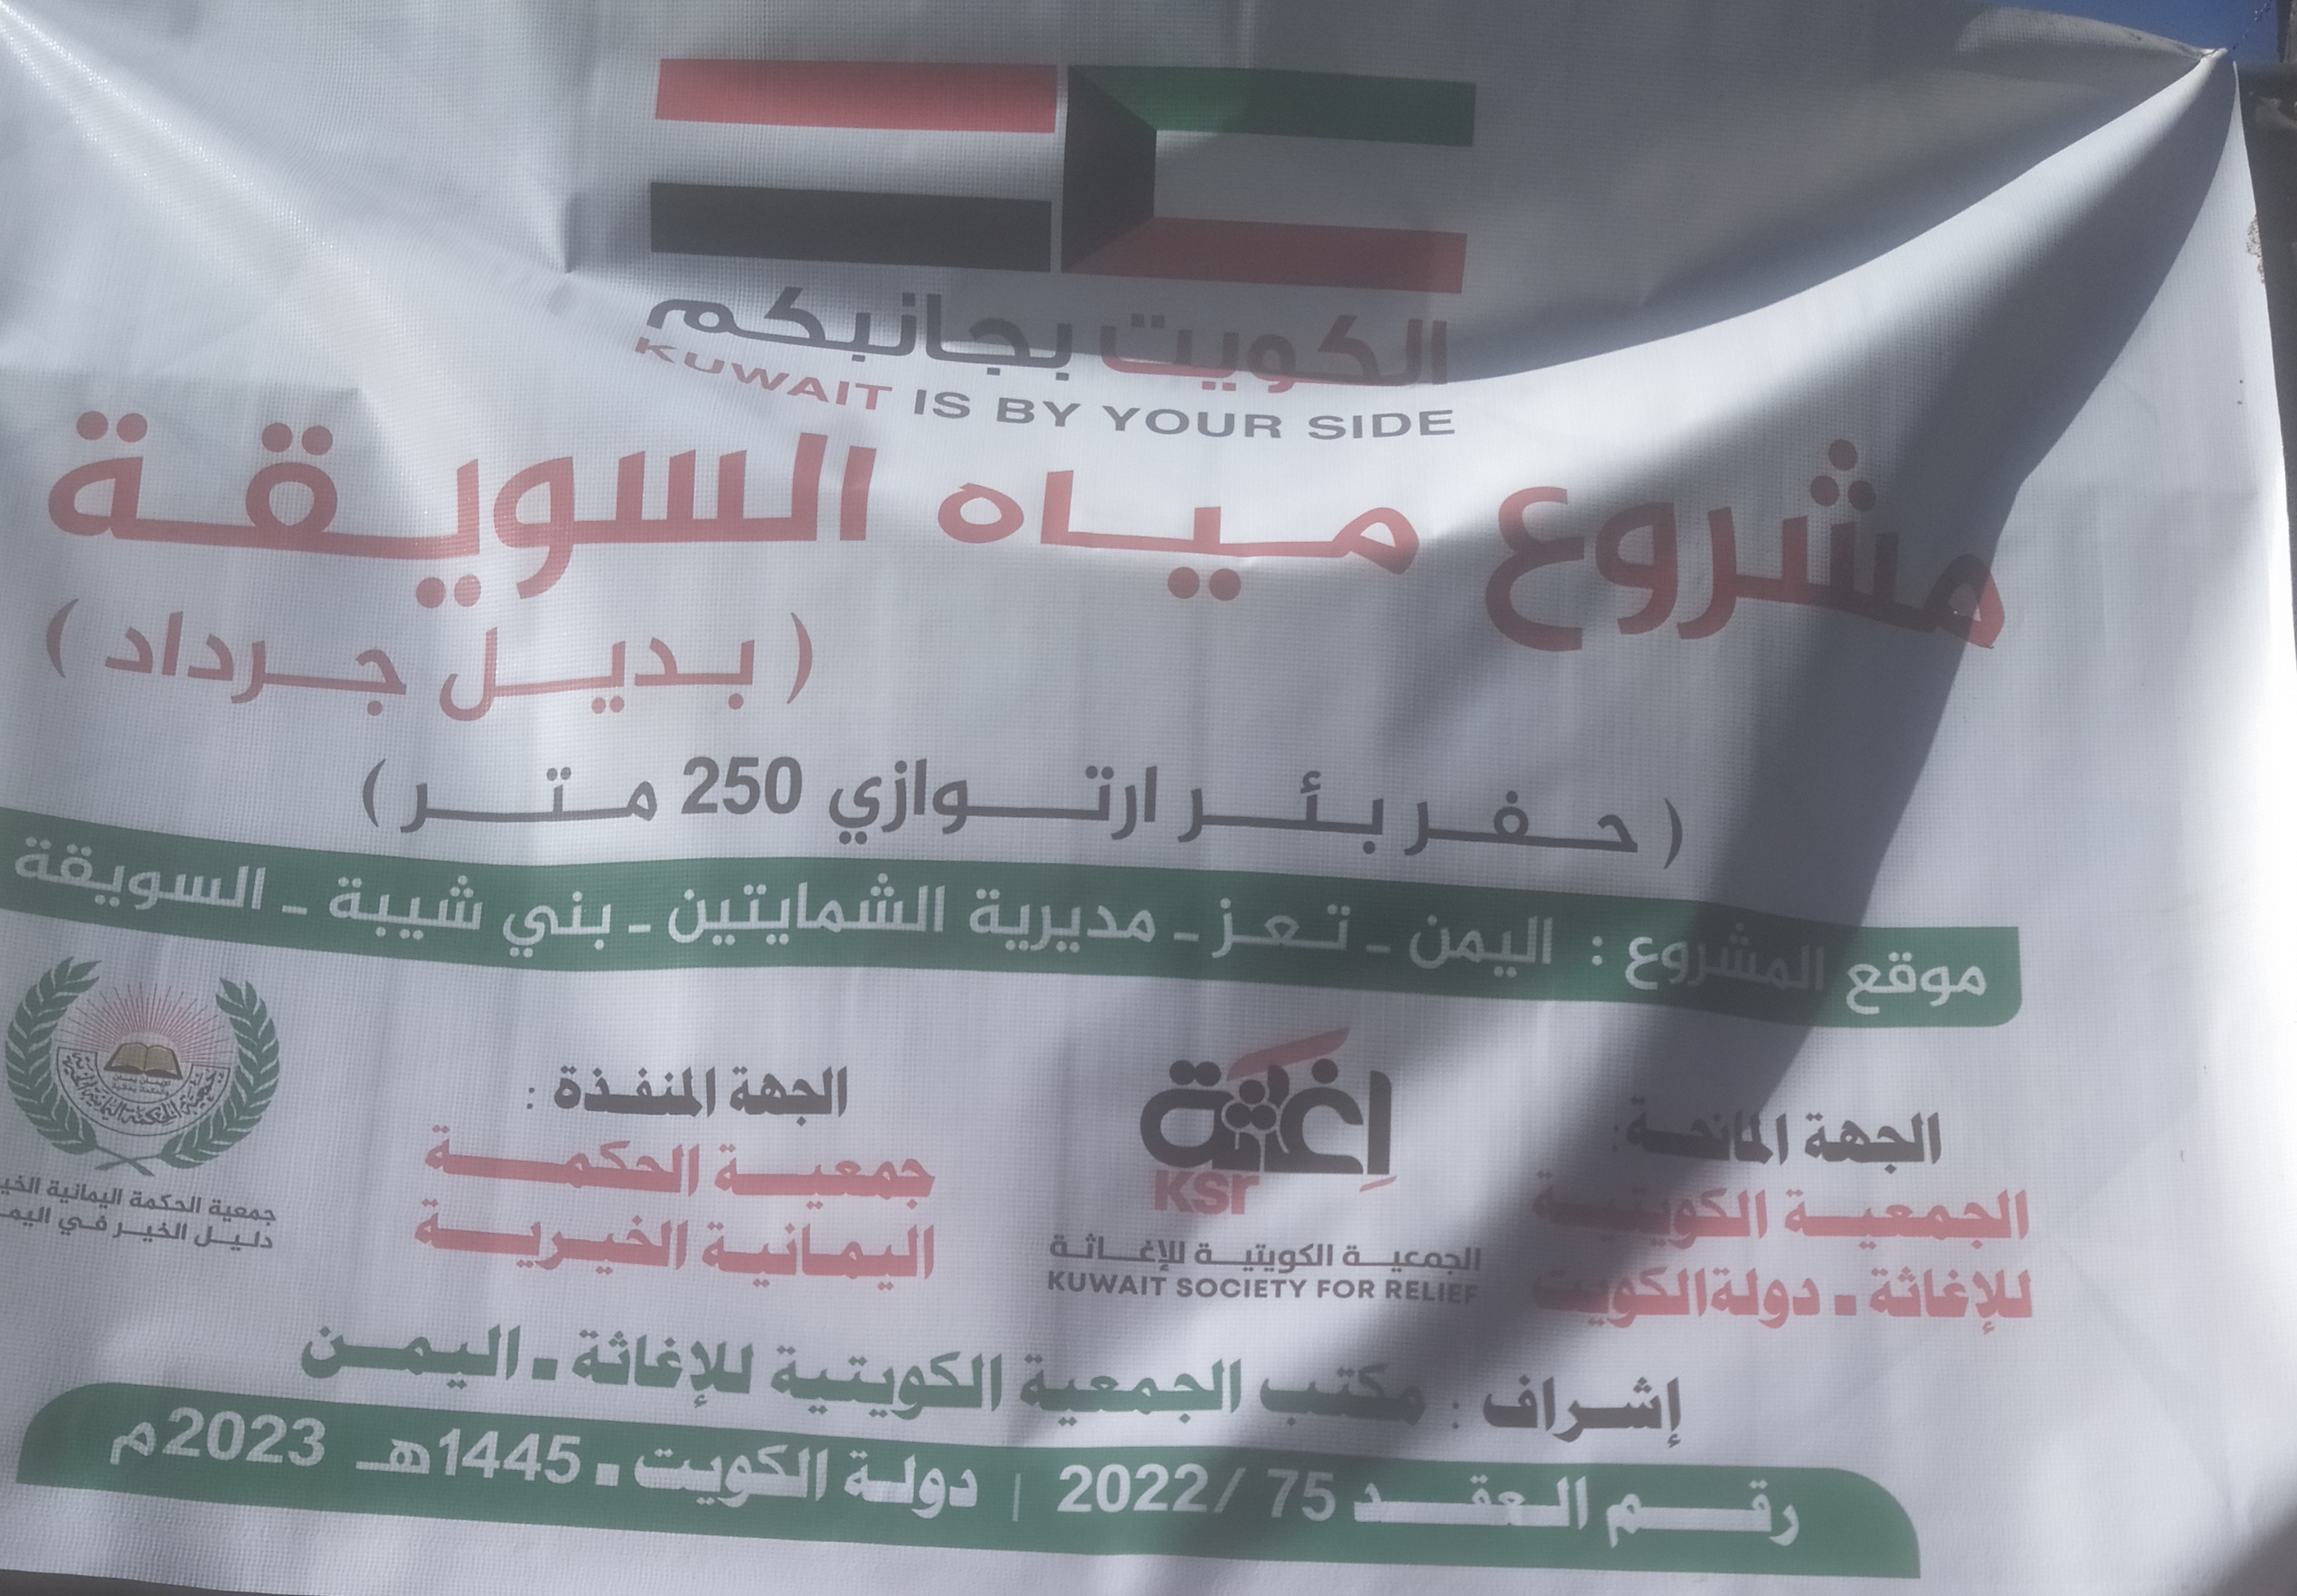 الكويت بجانبكم
KUWAIT IS BY YOUR SIDE
مشروع مياه السويقة
( بديل جرداد )
( حفر بئر ارتوازي 250 متر )
موقع المشروع : اليمن - تعز - مديرية الشمايتين - بني شيبة - السويقة
الجهة المانحة:
الجمعية الكويتية
للإغاثة - دولة الكويت
إغاثة
KSr
الجمعية الكويتية للإغاثة
KUWAIT SOCIETY FOR RELIEF
الجهة المنفذة :
جمعية الحكمة
اليمانية الخيرية
جمعية الحكمة اليمانية
دليل الخير في
إشراف : مكتب الجمعية الكويتية للإغاثة - اليمن
رقم العقد 75 /2022 | دولة الكويت - 1445هـ 2023م